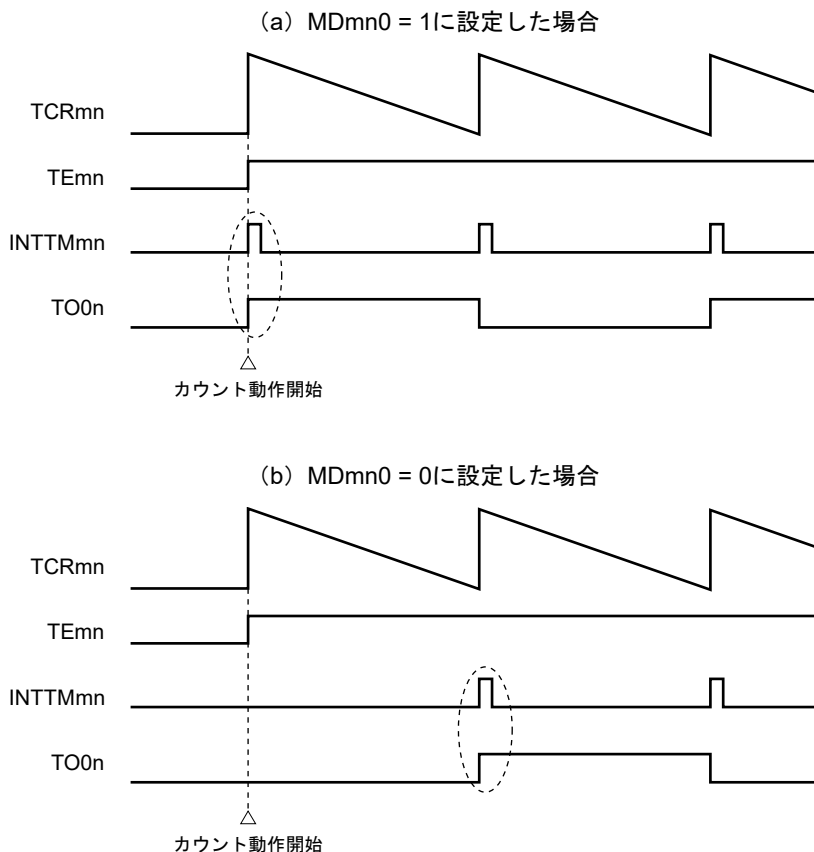 (a) MDmn0 = 1に設定した場合
TCRmn
TEmn
INTTMmn
TO0n
カウント動作開始
(b) MDmn0 = 0に設定した場合
TCRmn
TEmn
INTTMmn
TO0n
カウント動作開始